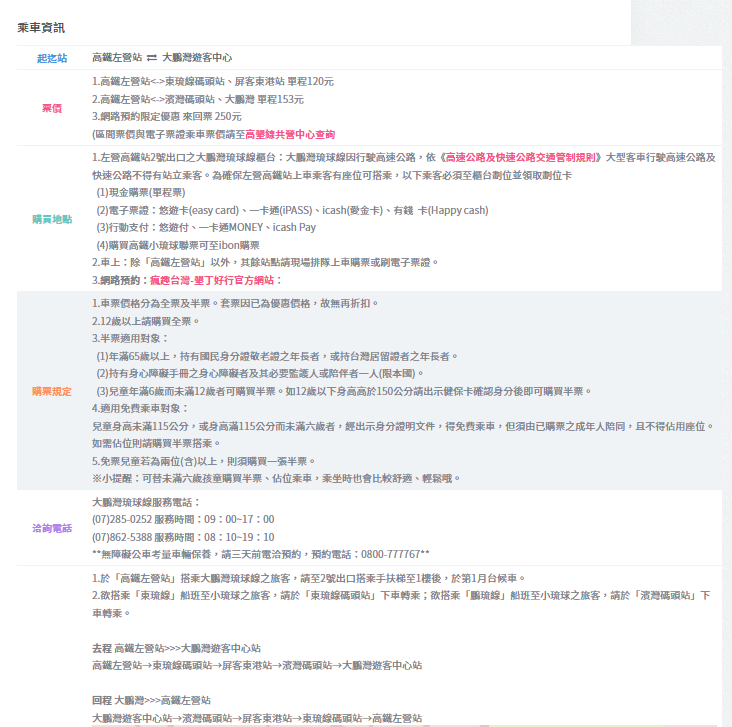 乘車資訊
起迄站
高鐵左營站 ⇌ 大鵬灣遊客中心
票價
1.高鐵左營站<->東琉線碼頭站、屏客東港站 單程120元
2.高鐵左營站<->濱灣碼頭站、大鵬灣 單程153元
3.網路預約限定優惠 來回票 250元
(區間票價與電子票證乘車票價請至高墾線共營中心查詢
購買地點
1.左營高鐵站2號出口之大鵬灣琉球線櫃台：大鵬灣琉球線因行駛高速公路，依《高速公路及快速公路交通管制規則》大型客車行駛高速公路及
快速公路不得有站立乘客。為確保左營高鐵站上車乘客有座位可搭乘，以下乘客必須至櫃台劃位並領取劃位卡
(1)現金購票(單程票)
(2)電子票證：悠遊卡(easy card)、一卡通(iPASS)、icash(愛金卡)、有錢 卡(Happy cash)
(3)行動支付：悠遊付、一卡通MONEY、icash Pay
(4)購買高鐵小琉球聯票可至ibon購票
2.車上：除「高鐵左營站」以外，其餘站點請現場排隊上車購票或刷電子票證。
3.網路預約：瘋趣台灣-墾丁好行官方網站：
購票規定
1.車票價格分為全票及半票。套票因已為優惠價格，故無再折扣。
2.12歲以上請購買全票。
3.半票適用對象：
(1)年滿65歲以上，持有國民身分證敬老證之年長者，或持台灣居留證者之年長者。
(2)持有身心障礙手冊之身心障礙者及其必要監護人或陪伴者一人(限本國)。
(3)兒童年滿6歲而未滿12歲者可購買半票。如12歲以下身高高於150公分請出示健保卡確認身分後即可購買半票。
4.適用免費乘車對象：
兒童身高未滿115公分，或身高滿115公分而未滿六歲者，經出示身分證明文件，得免費乘車，但須由已購票之成年人陪同，且不得佔用座位。
如需佔位則請購買半票搭乘。
5.免票兒童若為兩位(含)以上，則須購買一張半票。
※小提醒：可替未滿六歲孩童購買半票、佔位乘車，乘坐時也會比較舒適、輕鬆哦。
洽詢電話
大鵬灣琉球線服務電話：
(07)285-0252 服務時間：09：00~17：00
(07)862-5388 服務時間：08：10~19：10
**無障礙公車考量車輛保養，請三天前電洽預約，預約電話：0800-777767**
1.於「高鐵左營站」搭乘大鵬灣琉球線之旅客，請至2號出口搭乘手扶梯至1樓後，於第1月台候車。
2.欲搭乘「東琉線」船班至小琉球之旅客，請於「東琉線碼頭站」下車轉乘；欲搭乘「鵬琉線」船班至小琉球之旅客，請於「濱灣碼頭站」下
車轉乘。
去程 高鐵左營站>>>大鵬灣遊客中心站
高鐵左營站→東琉線碼頭站→屏客東港站→濱灣碼頭站→大鵬灣遊客中心站
回程 大鵬灣>>>高鐵左營站
大鵬灣遊客中心站→濱灣碼頭站→屏客東港站→東琉線碼頭站→高鐵左營站